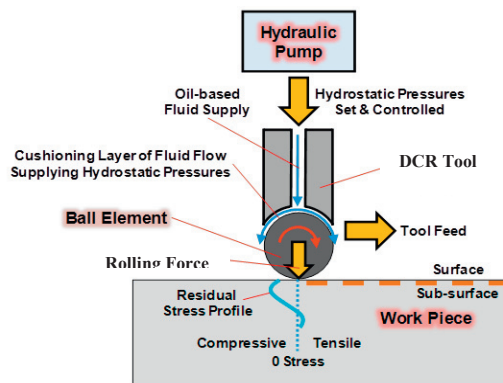 Hydraulic
Pump
Oil-based
Fluid Supply
Hydrostatic Pressures
Set & Controlled
Cushioning Layer of Fluid Flow
Supplying Hydrostatic Pressures
DCR Tool
Ball Element
Tool Feed
Rolling Force
Surface
Sub-surface
Residual
Stress Profile
Work Piece
Compressive
Tensile
0 Stress